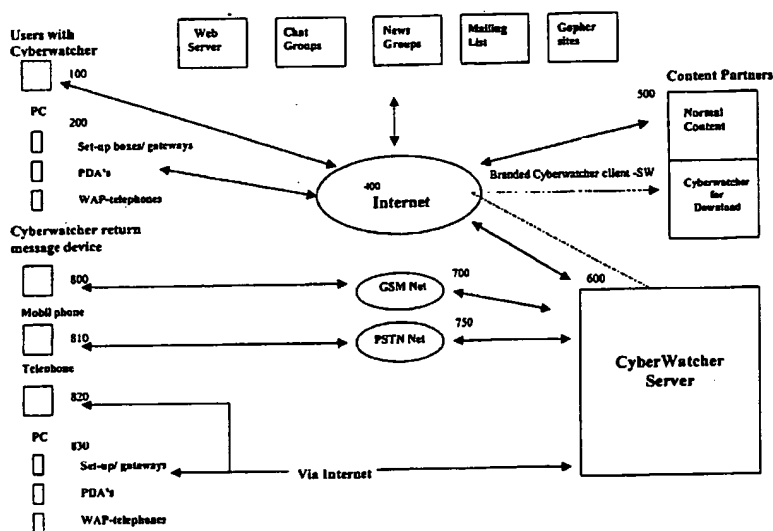 Users with
Cyberwatcher
100
PC
200
Set-up boxes/ gateways
PDA's
WAP-telephones
Web
Server
Chat
Groups
News
Groups
Mailing
List
Gopher
sites
Content Partners
500
Normal
Content
Cyberwatcher
for
Download
Branded Cyberwatcher client -SW
400
Internet
Cyberwatcher return
message device
800
Mobil phone
810
Telephone
820
PC
830
Set-up/ gateways
PDA's
WAP-telephones
GSM Net
700
PSTN Net
750
600
CyberWatcher
Server
Via Internet